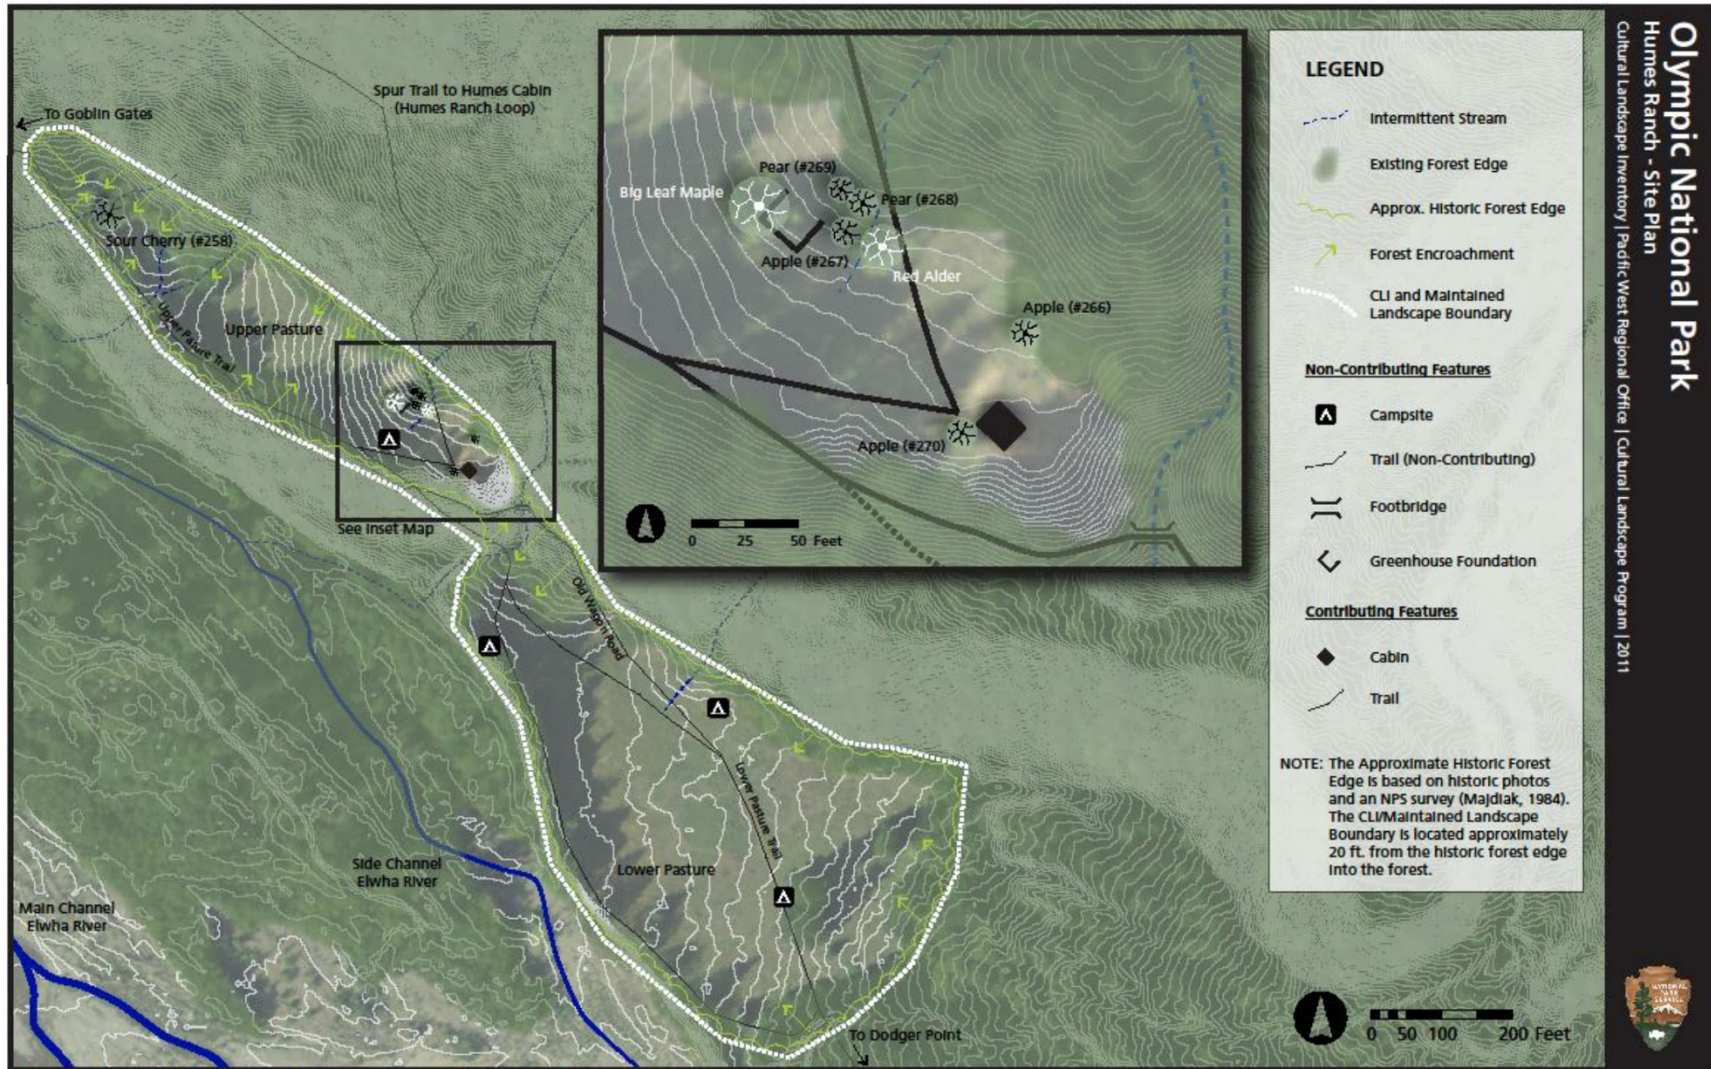 Olympic National Park
Humes Ranch - Site Plan
Cultural Landscape Inventory | Pacific West Regional Office | Cultural Landscape Program | 2011
To Goblin Gates
Spur Trail to Humes Cabin
(Humes Ranch Loop)
Sour Cherry (#258)
Upper Pasture Trail
Upper Pasture
See Inset Map
Old Wagon Road
Lower Pasture Trail
Lower Pasture
Side Channel
Elwha River
Main Channel
Elwha River
To Dodger Point
Pear (#269)
Big Leaf Maple
Pear (#268)
Apple (#267)
Red Alder
Apple (#266)
Apple (#270)
0 25 50 Feet
LEGEND
Intermittent Stream
Existing Forest Edge
Approx. Historic Forest Edge
Forest Encroachment
CLI and Maintained
Landscape Boundary
Non-Contributing Features
Campsite
Trail (Non-Contributing)
Footbridge
Greenhouse Foundation
Contributing Features
Cabin
Trail
NOTE: The Approximate Historic Forest
Edge is based on historic photos
and an NPS survey (Majdiak, 1984).
The CLI/Maintained Landscape
Boundary is located approximately
20 ft. from the historic forest edge
into the forest.
0 50 100 200 Feet
NATIONAL
PARK
SERVICE